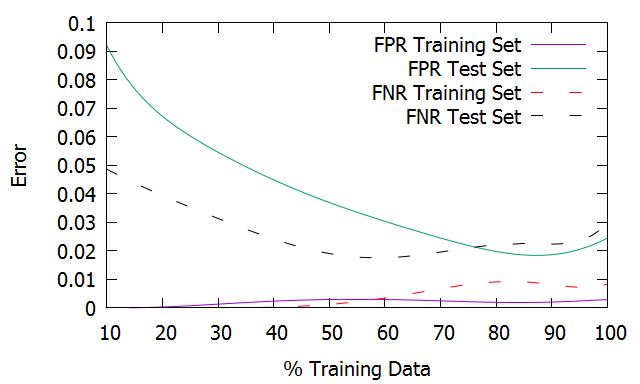 0.1
0.09
0.08
0.07
0.06
0.05
0.04
0.03
0.02
0.01
0
Error
FPR Training Set
FPR Test Set
FNR Training Set
FNR Test Set
10 20 30 40 50 60 70 80 90 100
% Training Data